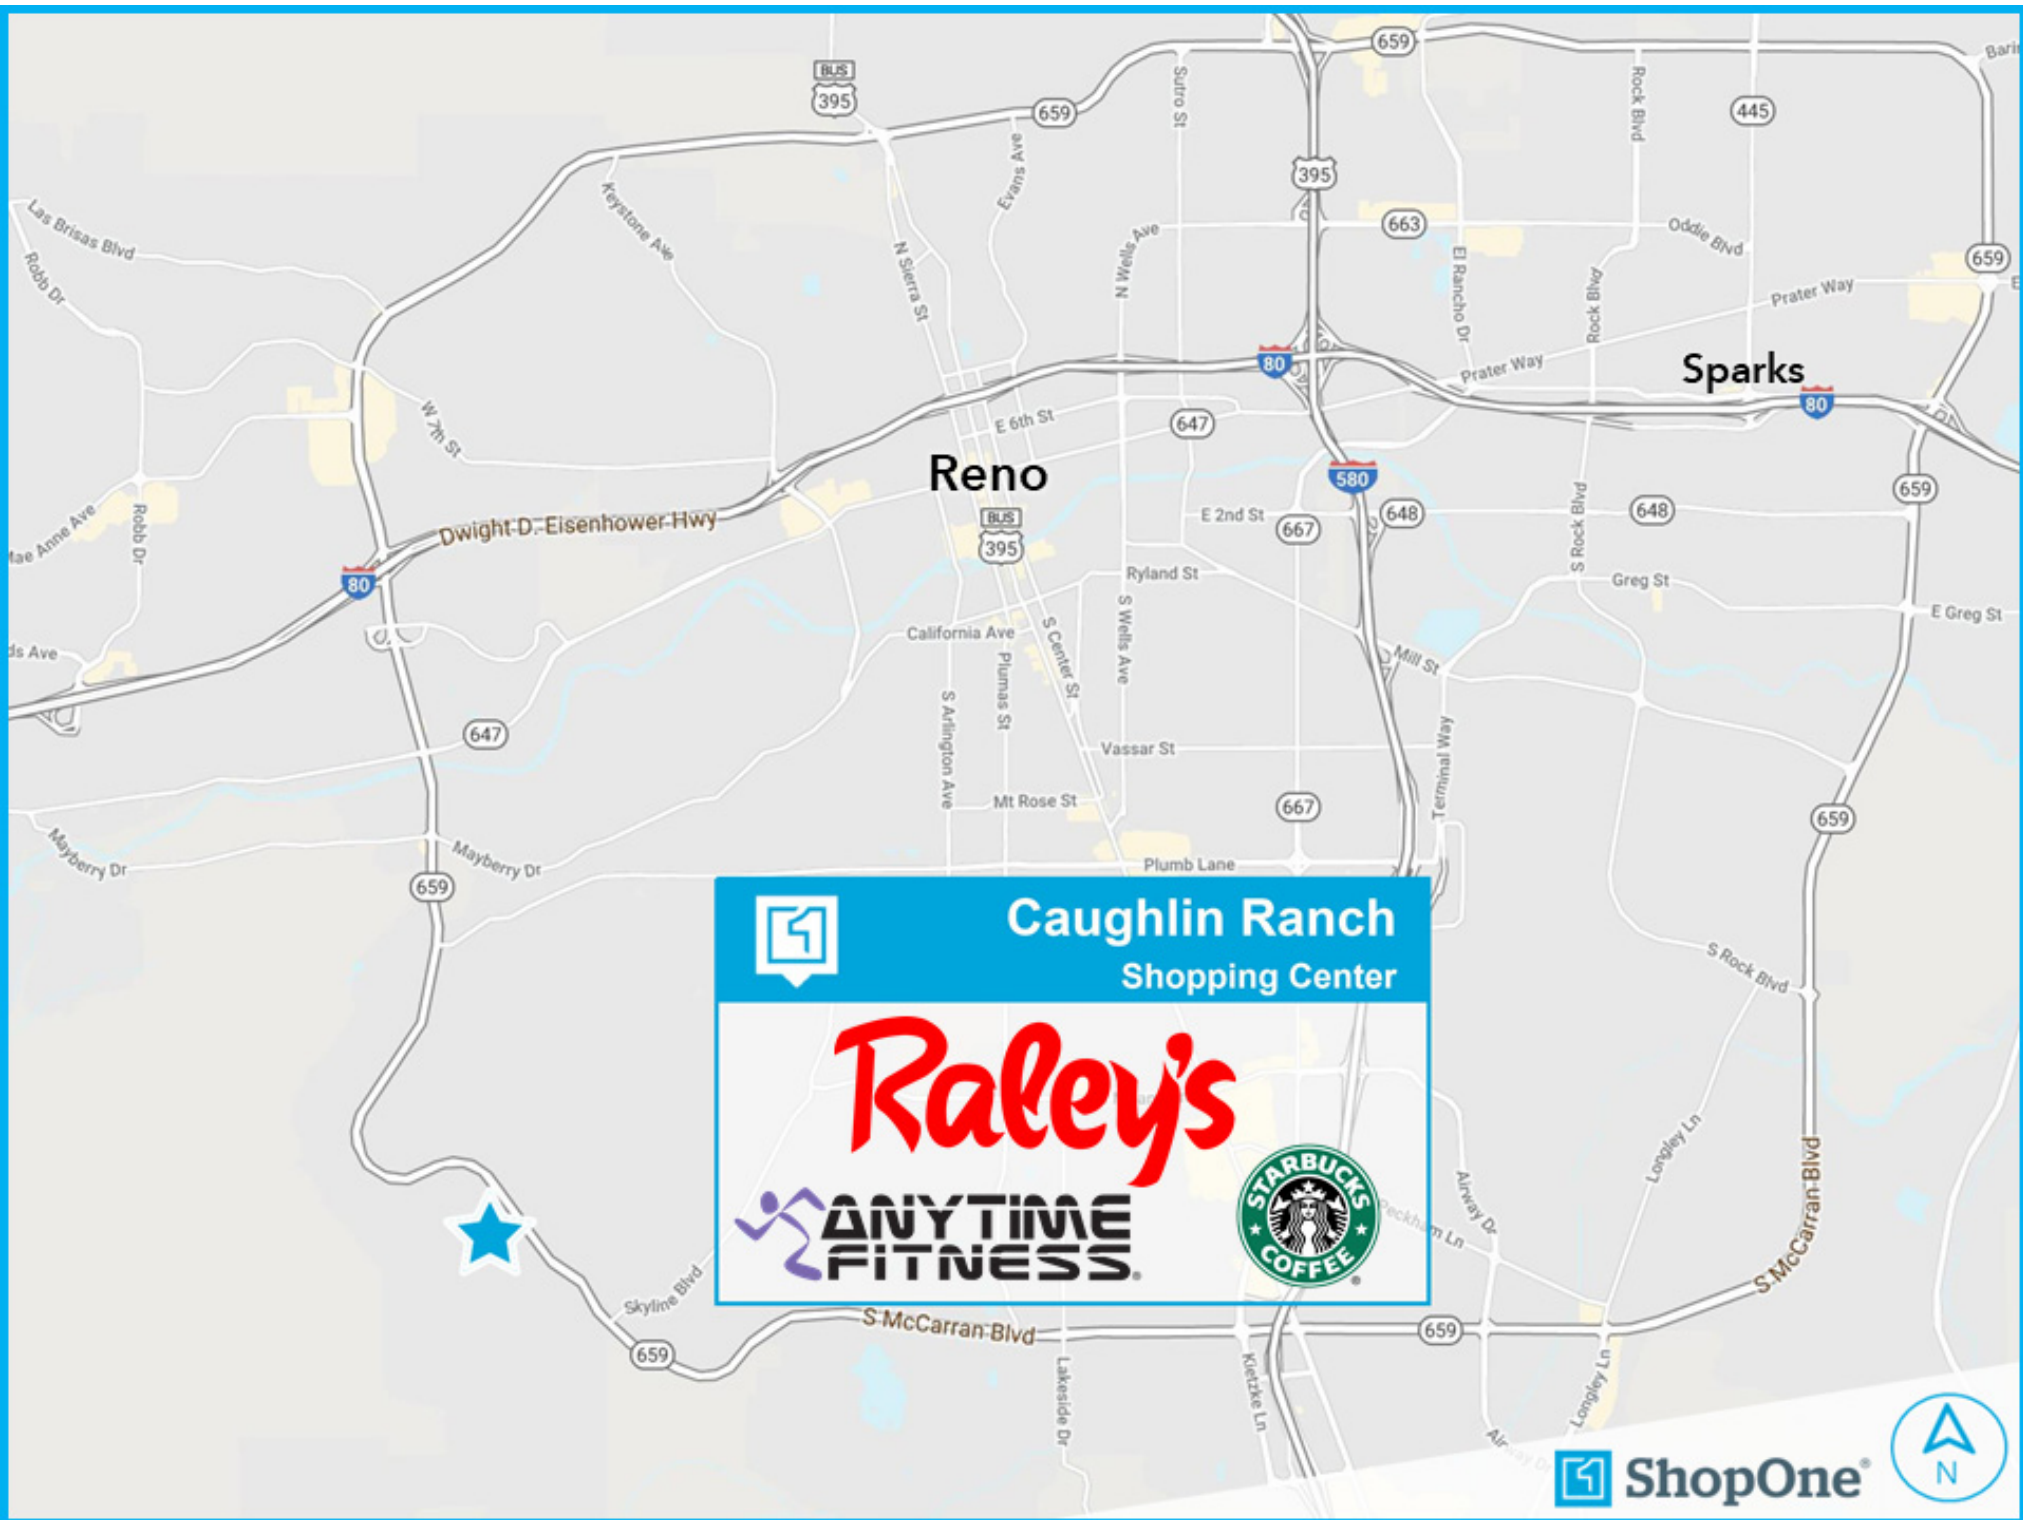 659
Barin
BUS
395
Sutro St
Rock Blvd
445
659
Evans Ave
395
Keystone Ave
Las Brisas Blvd
Robb Dr
N Sierra St
N Wells Ave
663
El Rancho Dr
Oddie Blvd
659
Rock Blvd
Prater Way
E
80
Prater Way
Sparks
80
W 7th St
E 6th St
647
Reno
580
BUS
395
E 2nd St
667
648
S Rock Blvd
648
659
Mae Anne Ave
Robb Dr
Dwight D. Eisenhower Hwy
80
Ryland St
Greg St
E Greg St
ds Ave
California Ave
S Center St
S Wells Ave
Plumas St
S Arlington Ave
Mill St
647
Vassar St
Terminal Way
Mt Rose St
667
659
Mayberry Dr
Mayberry Dr
659
Plumb Lane
Caughlin Ranch
Shopping Center
S Rock Blvd
Raley's
Longley Ln
STARBUCKS
COFFEE
®
ANYTIME
FITNESS®
Airway Dr
Peckham Ln
S McCarran Blvd
Skyline Blvd
S McCarran Blvd
659
659
Lakeside Dr
Kietzke Ln
Longley Ln
Airway Dr
ShopOne®
N